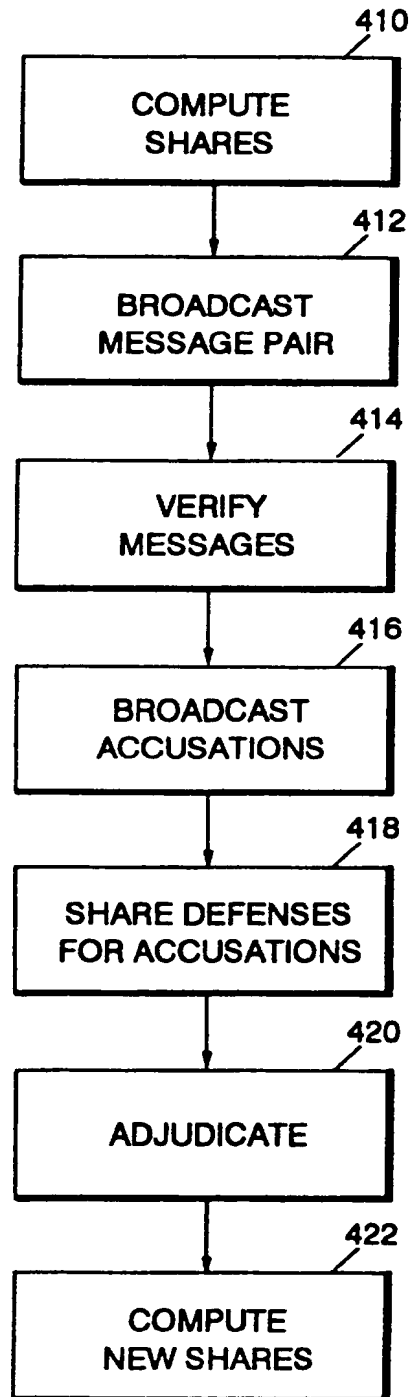 410
COMPUTE
SHARES
412
BROADCAST
MESSAGE PAIR
414
VERIFY
MESSAGES
416
BROADCAST
ACCUSATIONS
418
SHARE DEFENSES
FOR ACCUSATIONS
420
ADJUDICATE
422
COMPUTE
NEW SHARES